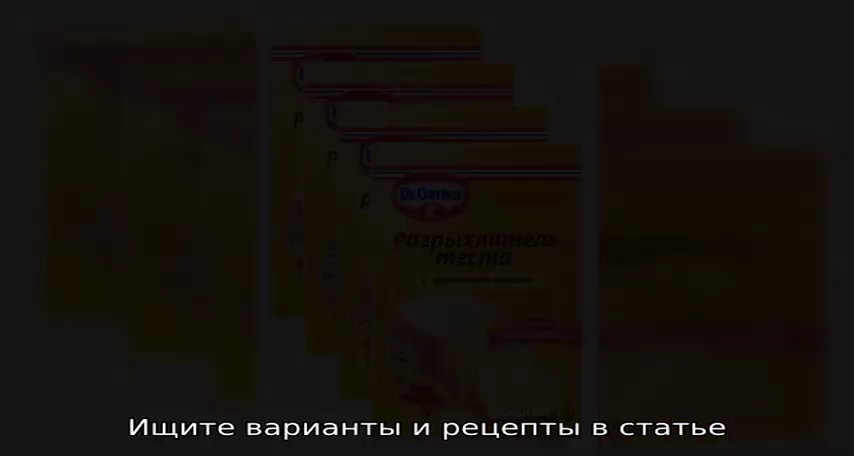 Dr.Oetker
Разрыхлитель
теста
Ищите варианты и рецепты в статье